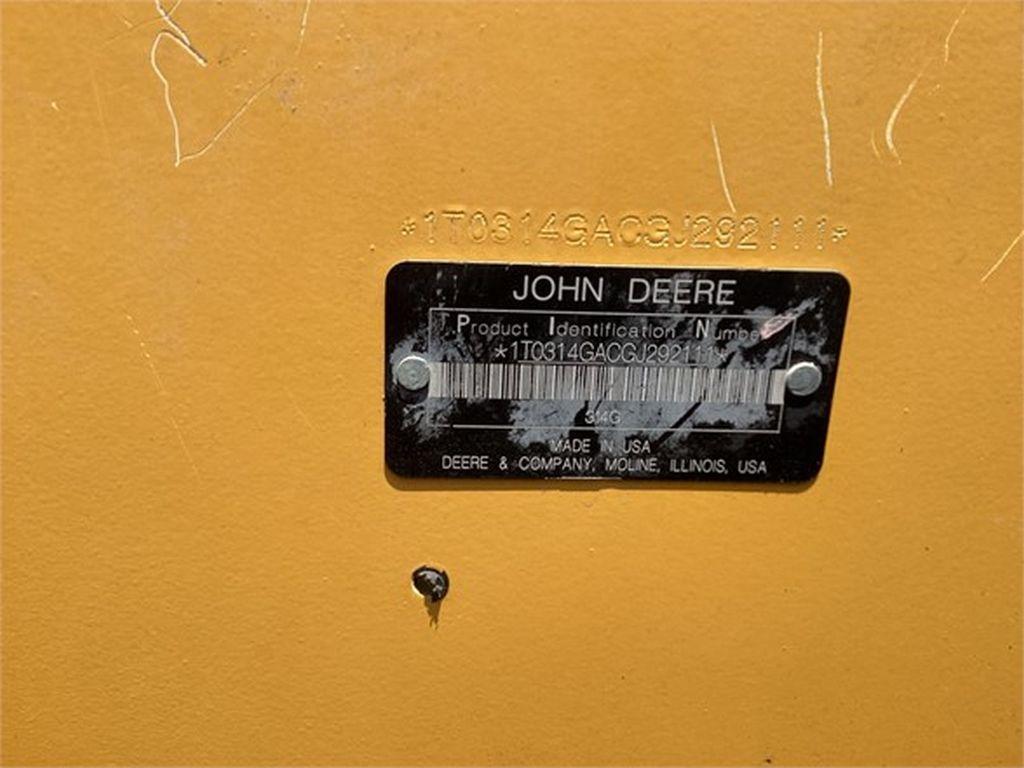 *1T0314GACGJ292111*
JOHN DEERE
Product Identification Number
*1T0314GACGJ292111*
314G
MADE IN USA
DEERE & COMPANY, MOLINE, ILLINOIS, USA